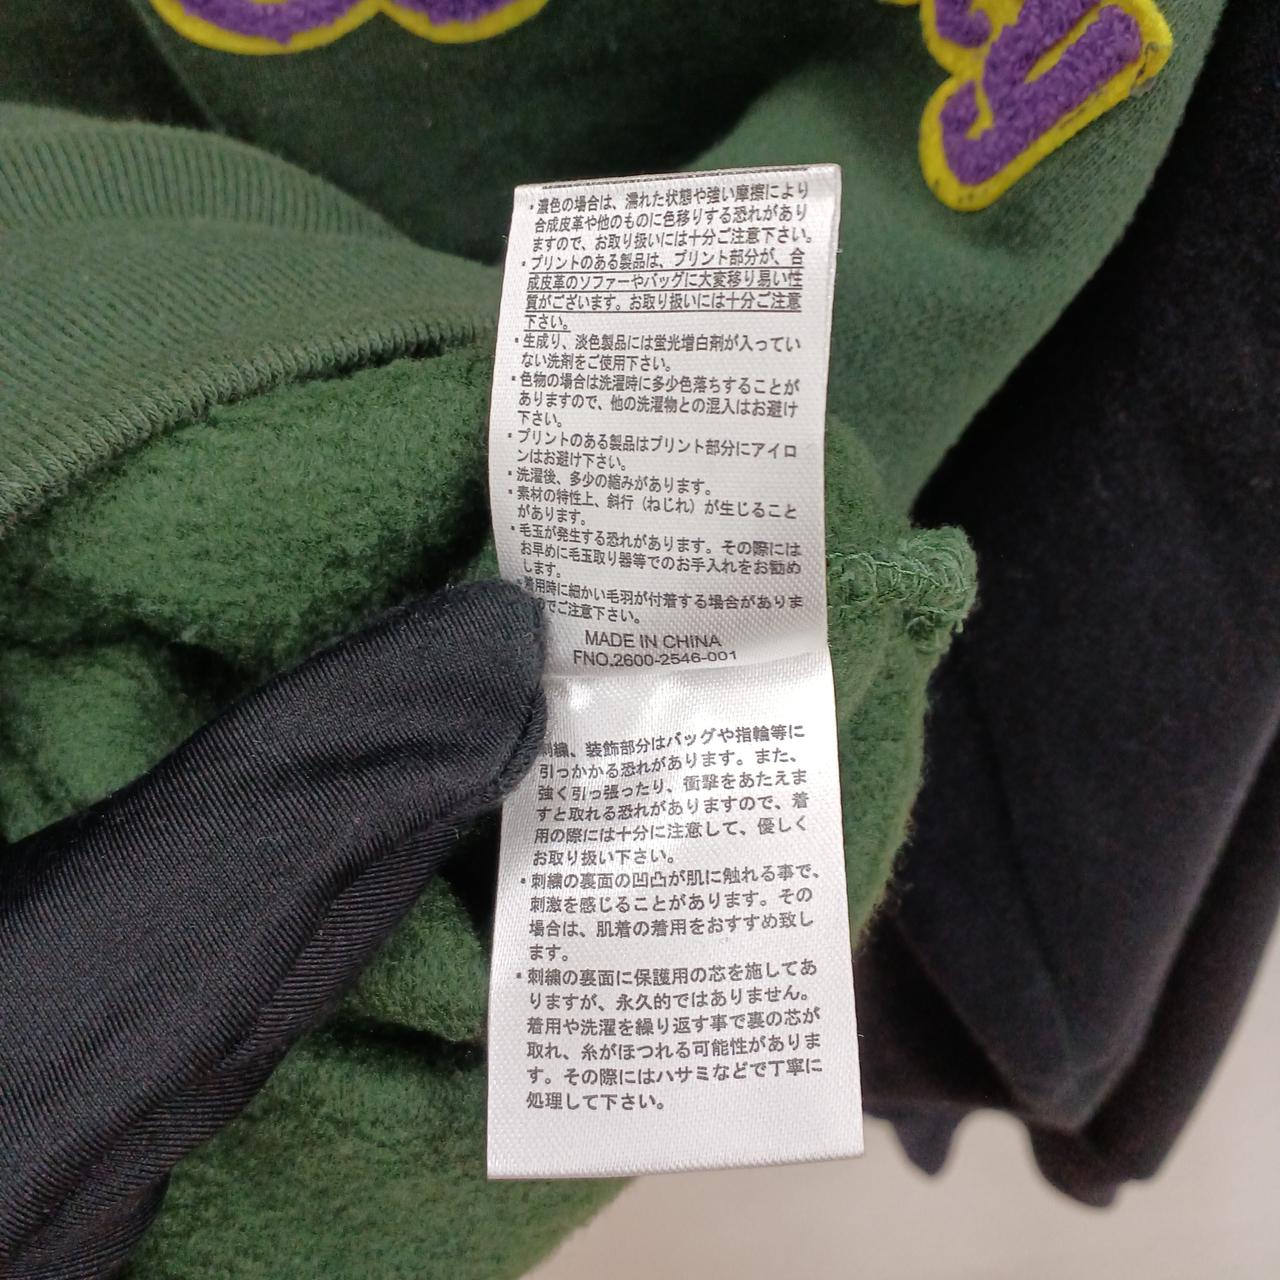 ・濃色の場合は、濡れた状態や強い摩擦により
合成皮革や他のものに色移りする恐れがあり
ますので、お取り扱いには十分ご注意下さい。
・プリントのある製品は、プリント部分が、合
成皮革のソファーやバッグに大変移り易い性
質がございます。お取り扱いには十分ご注意
下さい。
・生成り、淡色製品には蛍光増白剤が入ってい
ない洗剤をご使用下さい。
・色物の場合は洗濯時に多少色落ちすることが
ありますので、他の洗濯物との混入はお避け
下さい。
・プリントのある製品はプリント部分にアイロ
ンはお避け下さい。
・洗濯後、多少の縮みがあります。
・素材の特性上、斜行（ねじれ）が生じること
があります。
・毛玉が発生する恐れがあります。その際には
お早めに毛玉取り器等でのお手入れをお勧め
します。
着用時に細かい毛羽が付着する場合がありま
のでご注意下さい。
MADE IN CHINA
FNO.2600-2546-001
刺繍、装飾部分はバッグや指輪等に
引っかかる恐れがあります。また、
強く引っ張ったり、衝撃をあたえま
すと取れる恐れがありますので、着
用の際には十分に注意して、優しく
お取り扱い下さい。
・刺繍の裏面の凹凸が肌に触れる事で、
刺激を感じることがあります。その
場合は、肌着の着用をおすすめ致し
ます。
・刺繍の裏面に保護用の芯を施してあ
りますが、永久的ではありません。
着用や洗濯を繰り返す事で裏の芯が
取れ、糸がほつれる可能性がありま
す。その際にはハサミなどで丁寧に
処理して下さい。